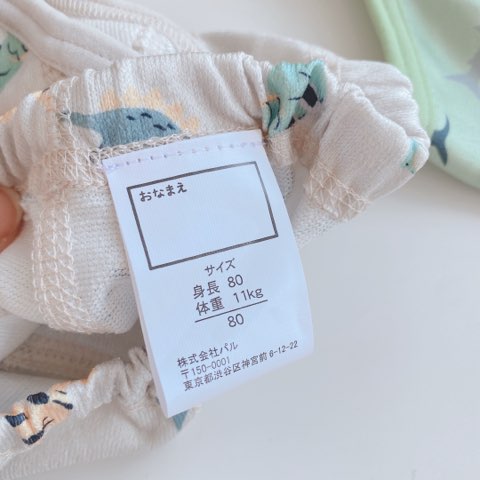 おなまえ
サイズ
身長 80
体重 11kg
80
株式会社パル
〒150-0001
東京都渋谷区神宮前 6-12-22